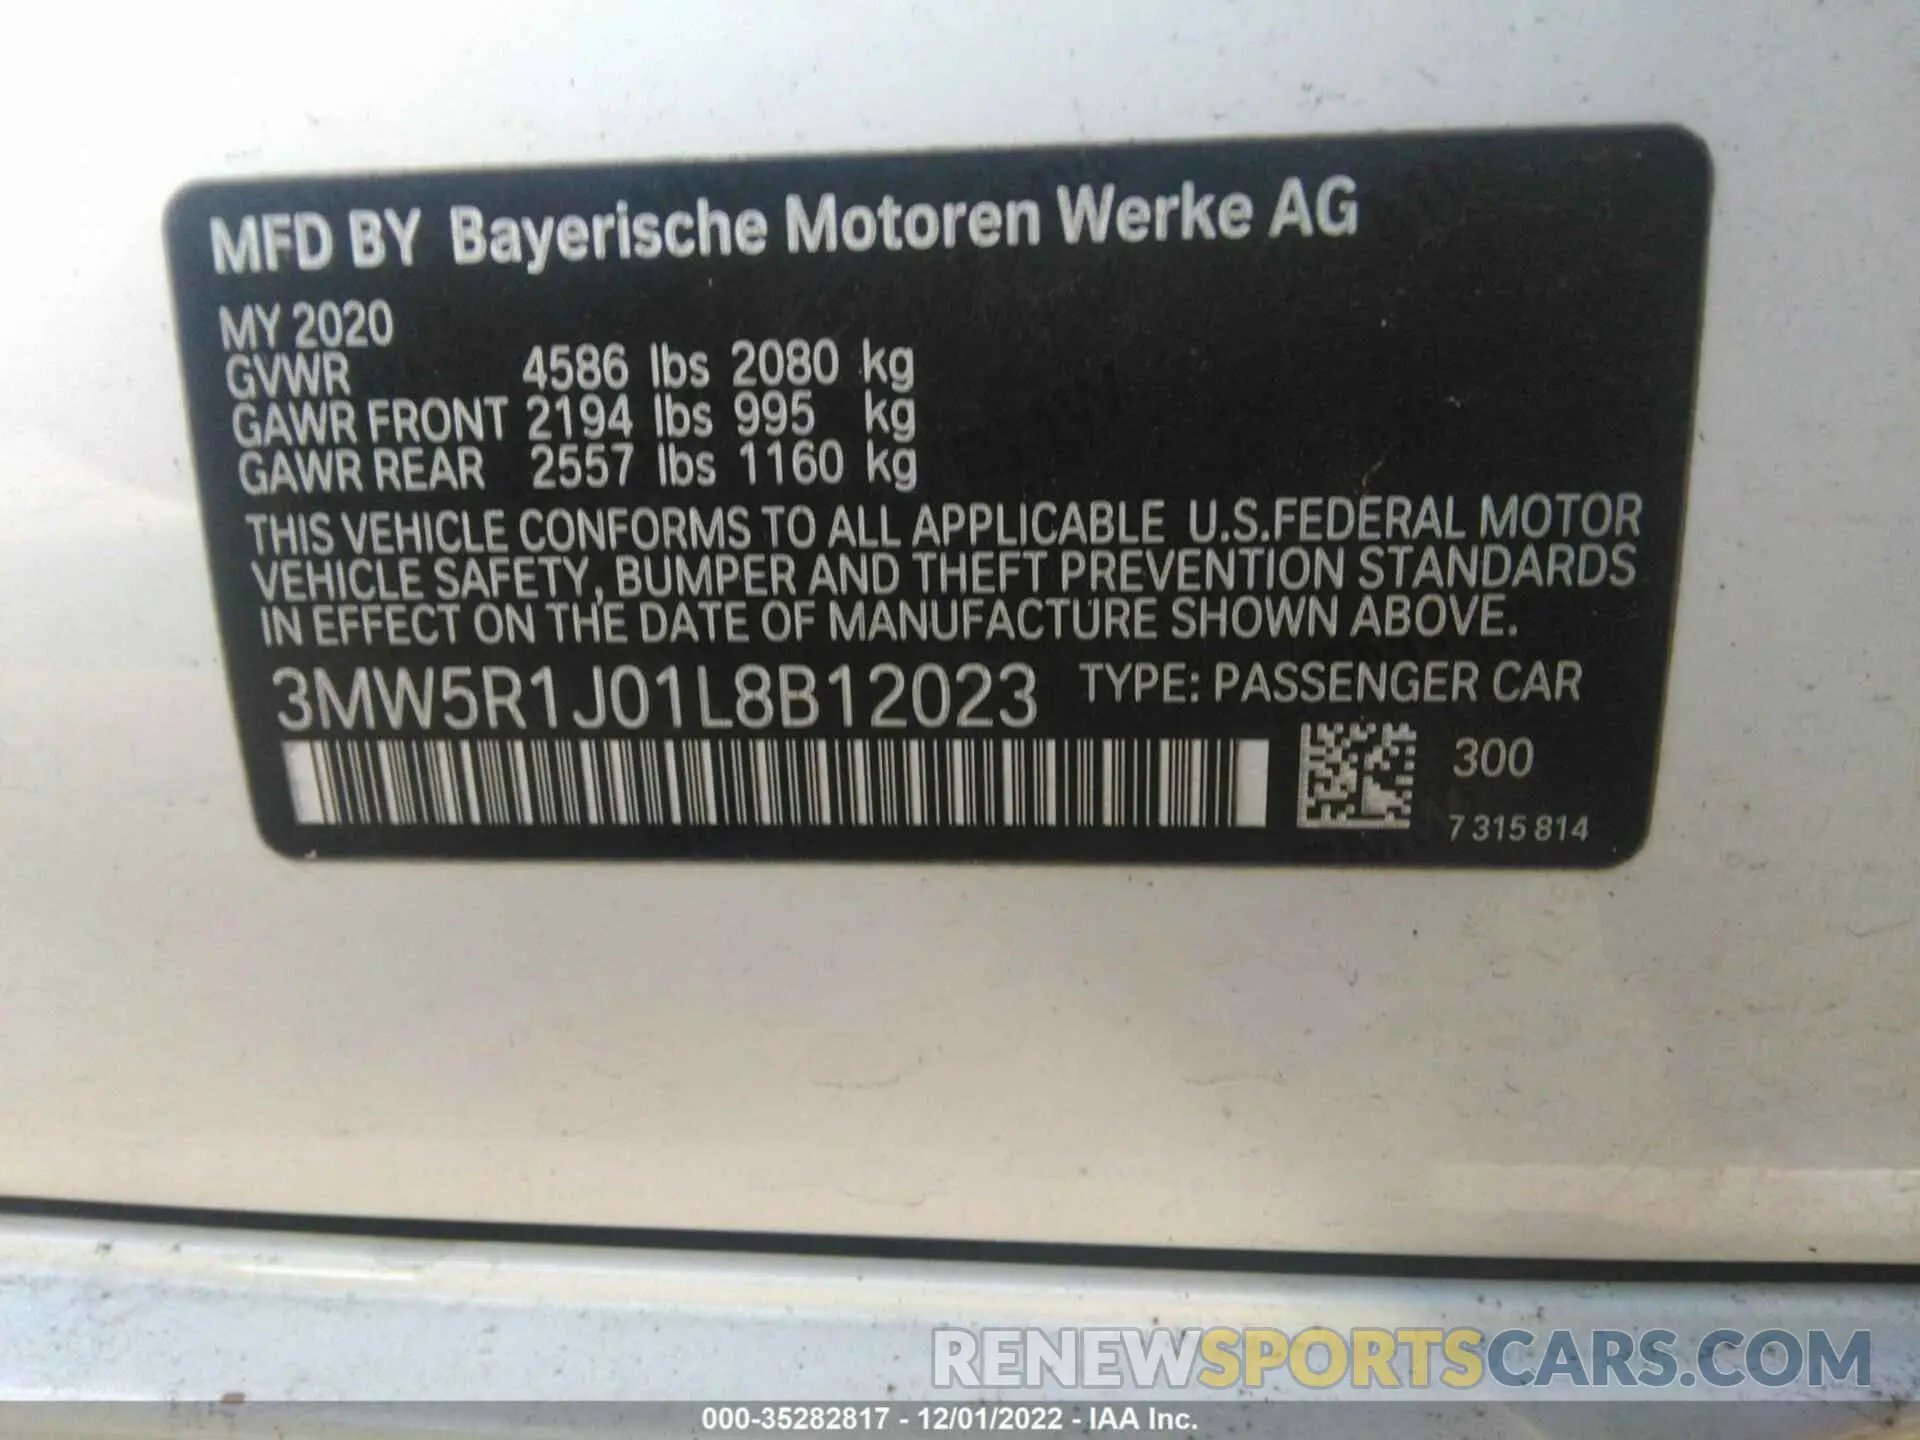 MFD BY Bayerische Motoren Werke AG
MY 2020
GVWR 4586 lbs 2080 kg
GAWR FRONT 2194 lbs 995 kg
GAWR REAR 2557 lbs 1160 kg
THIS VEHICLE CONFORMS TO ALL APPLICABLE U.S.FEDERAL MOTOR
VEHICLE SAFETY, BUMPER AND THEFT PREVENTION STANDARDS
IN EFFECT ON THE DATE OF MANUFACTURE SHOWN ABOVE.
3MW5R1J01L8B12023 TYPE: PASSENGER CAR
300
7 315 814
RENEWSPORTSCARS.COM
000-35282817 - 12/01/2022 - IAA Inc.